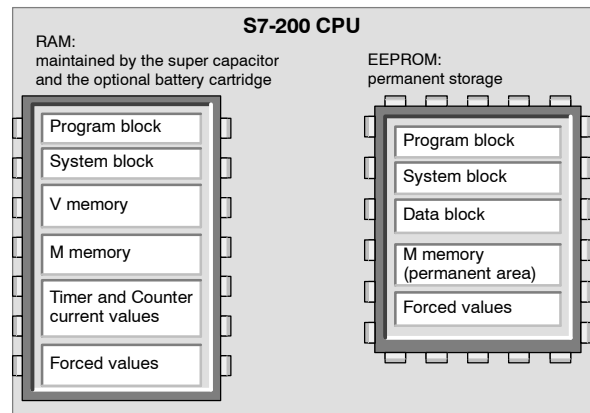 S7-200 CPU
RAM:
maintained by the super capacitor
and the optional battery cartridge
Program block
System block
V memory
M memory
Timer and Counter
current values
Forced values
EEPROM:
permanent storage
Program block
System block
Data block
M memory
(permanent area)
Forced values